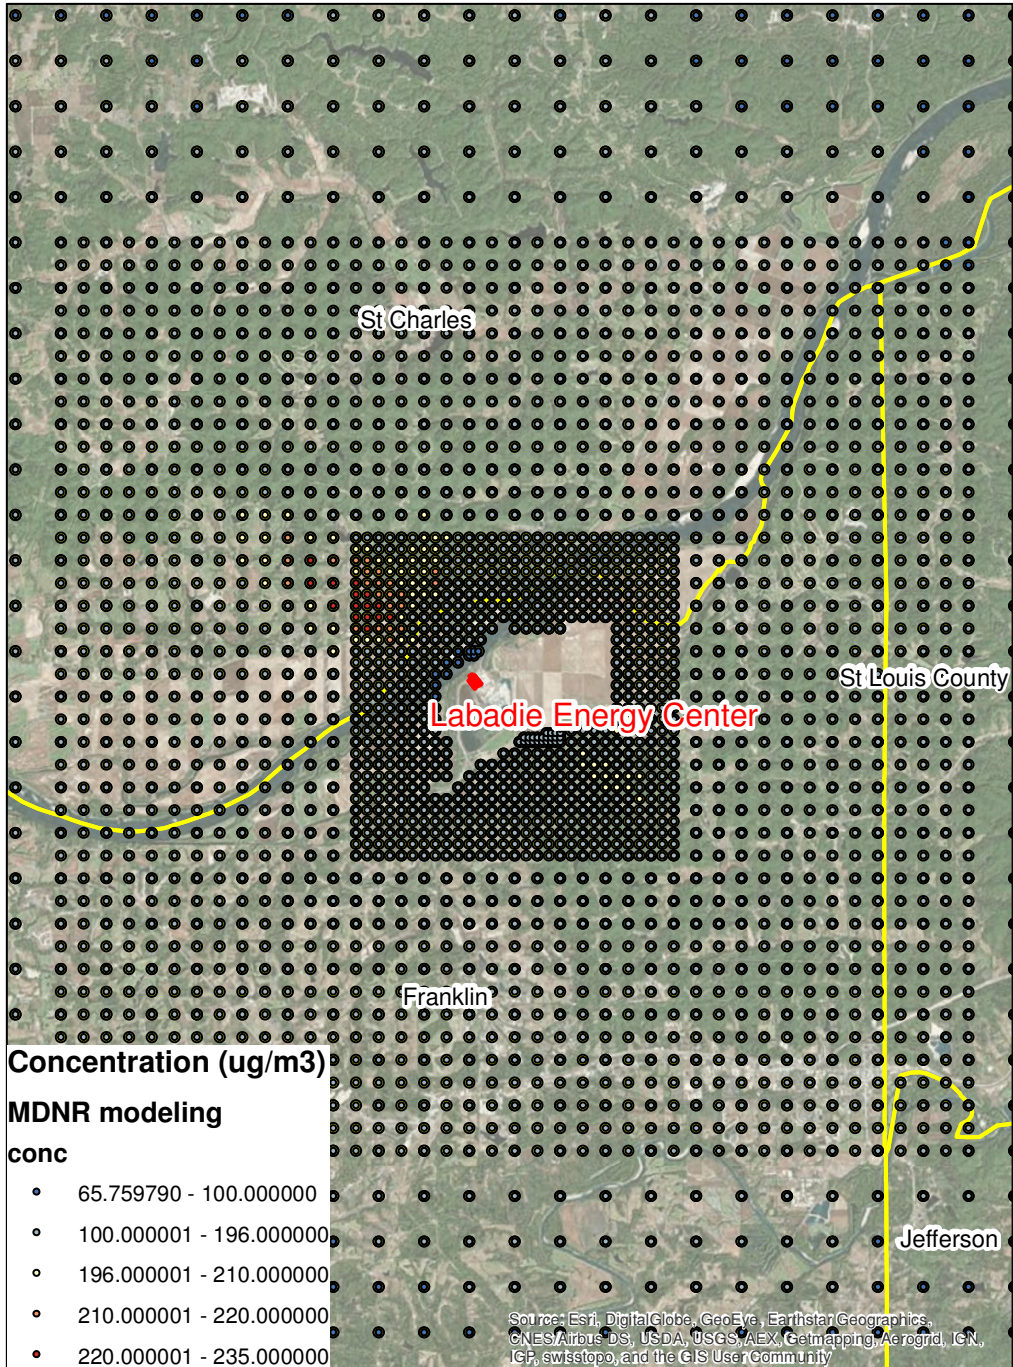 St Charles
St Louis County
Labadie Energy Center
Franklin
Concentration (ug/m3)
MDNR modeling
conc
65.759790 - 100.000000
100.000001 - 196.000000
196.000001 - 210.000000
210.000001 - 220.000000
220.000001 - 235.000000
Jefferson
Source: Esri, DigitalGlobe, GeoEye, Earthstar Geographics,
CNES/Airbus DS, USDA, USGS, AEX, Getmapping, Aerogrid, IGN,
IGP, swisstopo, and the GIS User Community